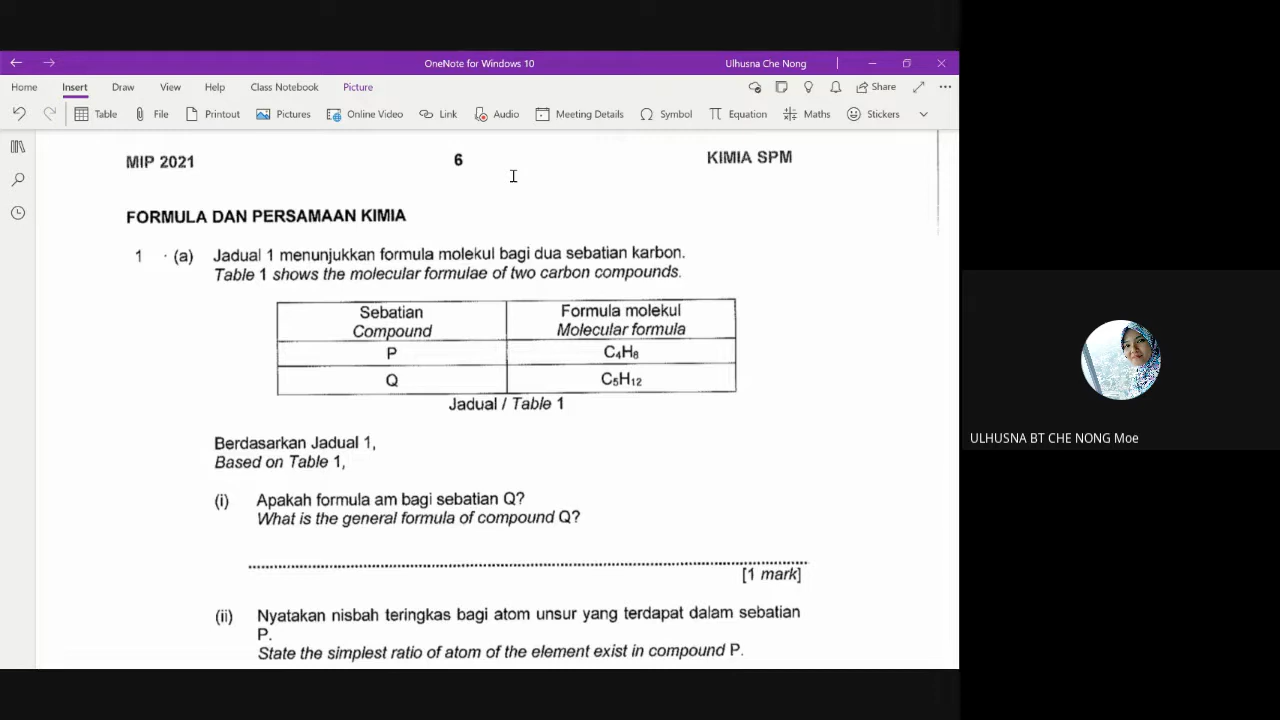 OneNote for Windows 10
Ulhusna Che Nong
Home Insert Draw View Help Class Notebook Picture
Share
Table File Printout Pictures Online Video Link Audio Meeting Details Symbol Equation Maths Stickers
MIP 2021 6 KIMIA SPM
FORMULA DAN PERSAMAAN KIMIA
1 (a) Jadual 1 menunjukkan formula molekul bagi dua sebatian karbon.
Table 1 shows the molecular formulae of two carbon compounds.
Sebatian Formula molekul
Compound Molecular formula
P C₄H₈
Q C₅H₁₂
Jadual / Table 1
Berdasarkan Jadual 1,
Based on Table 1,
(i) Apakah formula am bagi sebatian Q?
What is the general formula of compound Q?
[1 mark]
(ii) Nyatakan nisbah teringkas bagi atom unsur yang terdapat dalam sebatian
P.
State the simplest ratio of atom of the element exist in compound P.
ULHUSNA BT CHE NONG Moe